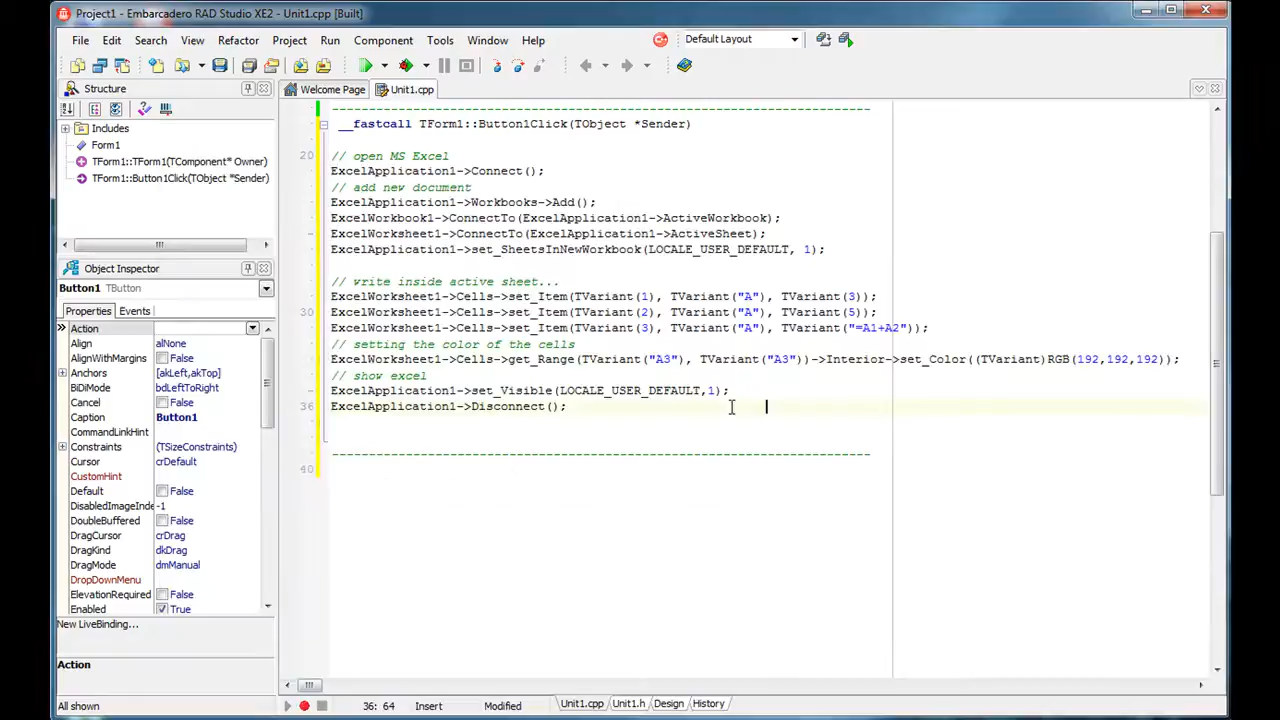 Project1 - Embarcadero RAD Studio XE2 - Unit1.cpp [Built]
File Edit Search View Refactor Project Run Component Tools Window Help
Default Layout
Structure
Welcome Page Unit1.cpp
Includes
Form1
TForm1::TForm1(TComponent* Owner)
TForm1::Button1Click(TObject *Sender)
Object Inspector
Button1 TButton
Properties Events
Action
Align alNone
AlignWithMargins False
Anchors [akLeft,akTop]
BiDiMode bdLeftToRight
Cancel False
Caption Button1
CommandLinkHint
Constraints (TSizeConstraints)
Cursor crDefault
CustomHint
Default False
DisabledImageInde -1
DoubleBuffered False
DragCursor crDrag
DragKind dkDrag
DragMode dmManual
DropDownMenu
ElevationRequired False
Enabled True
New LiveBinding...
Action
All shown
--------------------------------------------------------------------------
__fastcall TForm1::Button1Click(TObject *Sender)
20 // open MS Excel
ExcelApplication1->Connect();
// add new document
ExcelApplication1->Workbooks->Add();
ExcelWorkbook1->ConnectTo(ExcelApplication1->ActiveWorkbook);
ExcelWorksheet1->ConnectTo(ExcelApplication1->ActiveSheet);
ExcelApplication1->set_SheetsInNewWorkbook(LOCALE_USER_DEFAULT, 1);
// write inside active sheet...
ExcelWorksheet1->Cells->set_Item(TVariant(1), TVariant("A"), TVariant(3));
30 ExcelWorksheet1->Cells->set_Item(TVariant(2), TVariant("A"), TVariant(5));
ExcelWorksheet1->Cells->set_Item(TVariant(3), TVariant("A"), TVariant("=A1+A2"));
// setting the color of the cells
ExcelWorksheet1->Cells->get_Range(TVariant("A3"), TVariant("A3"))->Interior->set_Color((TVariant)RGB(192,192,192));
// show excel
ExcelApplication1->set_Visible(LOCALE_USER_DEFAULT,1);
36 ExcelApplication1->Disconnect();
--------------------------------------------------------------------------
40
36: 64 Insert Modified Unit1.cpp Unit1.h Design History